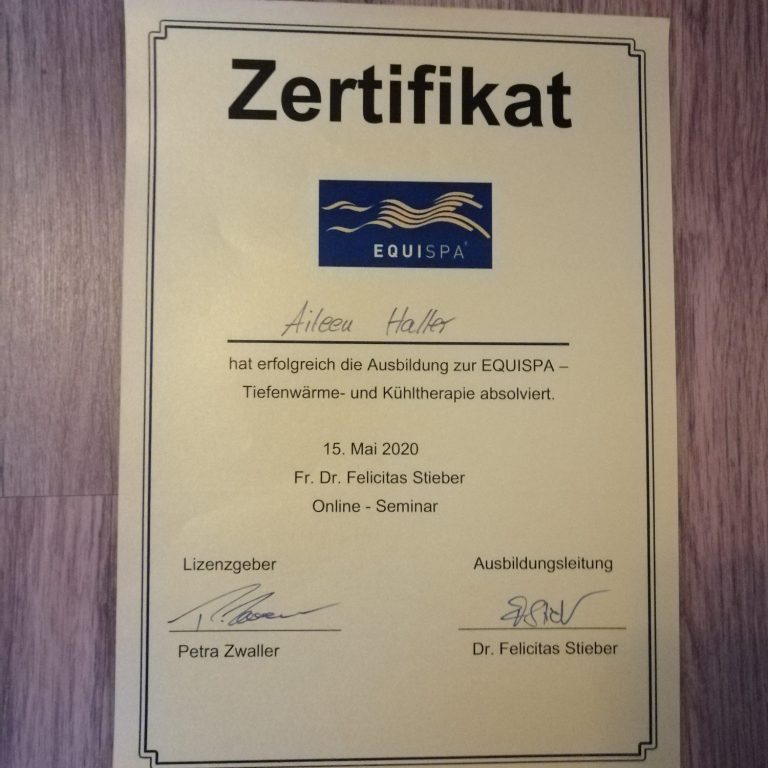 Zertifikat
EQUISPA®
Aileen Haller
hat erfolgreich die Ausbildung zur EQUISPA –
Tiefenwärme- und Kühltherapie absolviert.
15. Mai 2020
Fr. Dr. Felicitas Stieber
Online - Seminar
Lizenzgeber Ausbildungsleitung
Petra Zwaller Dr. Felicitas Stieber